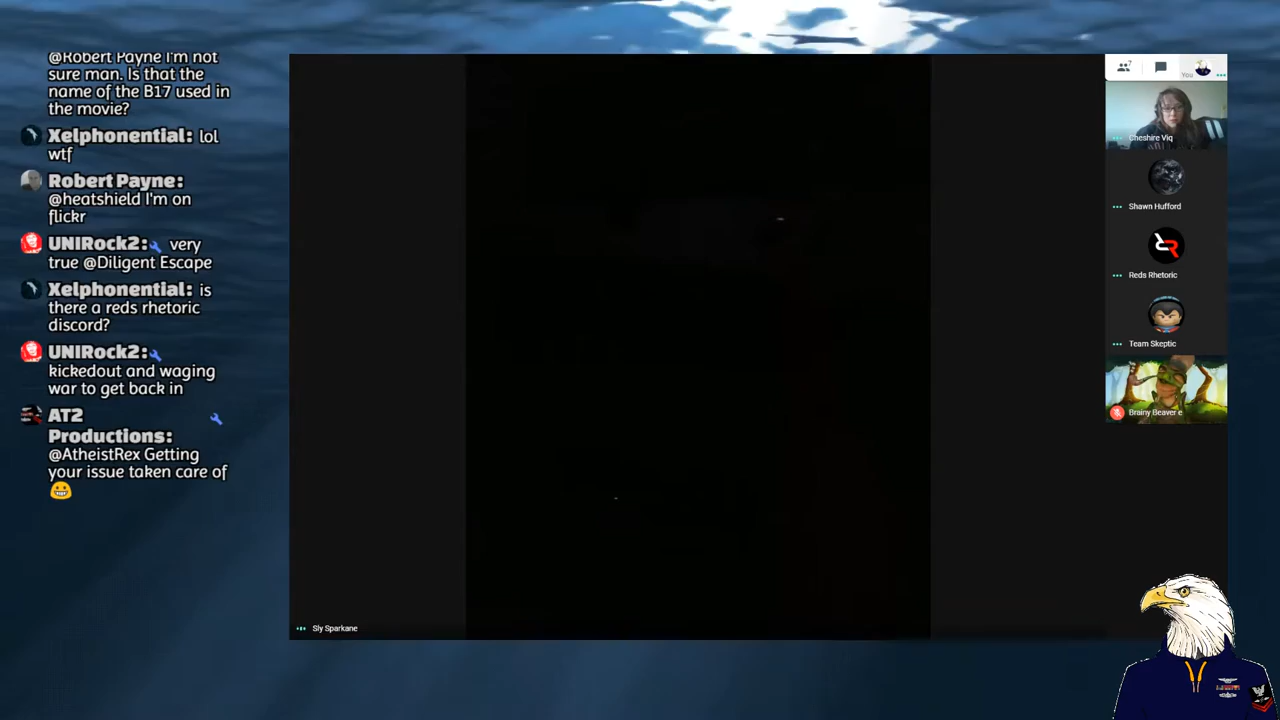 @Robert Payne I'm not
sure man. Is that the
name of the B17 used in
the movie?
Xelphonential: lol
wtf
Robert Payne:
@heatshield I'm on
flickr
UNIRock2: very
true @Diligent Escape
Xelphonential: is
there a reds rhetoric
discord?
UNIRock2:
kickedout and waging
war to get back in
AT2
Productions:
@AtheistRex Getting
your issue taken care of
Sly Sparkane
7
You
Cheshire Viq
Shawn Hufford
Reds Rhetoric
Team Skeptic
Brainy Beaver e